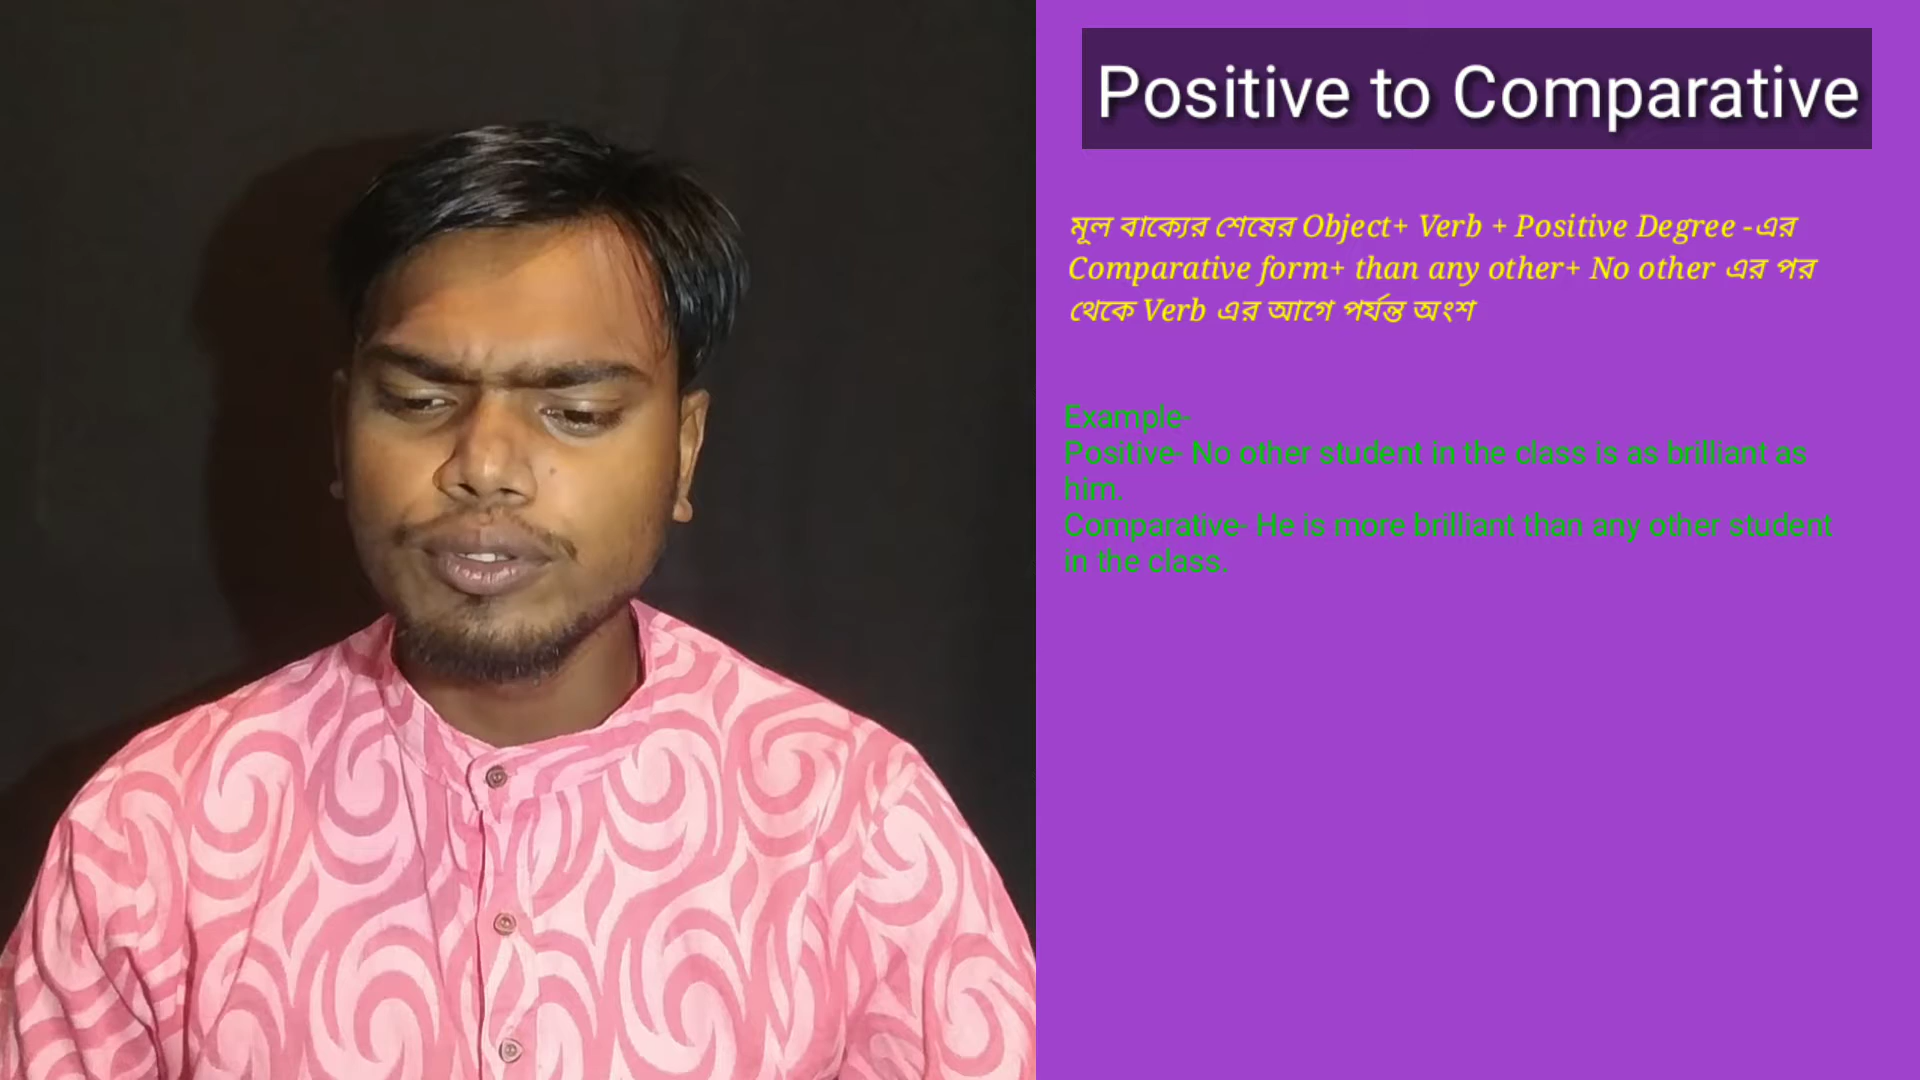 Positive to Comparative
মূল বাক্যের শেষের Object+ Verb + Positive Degree -এর
Comparative form+ than any other+ No other এর পর
থেকে Verb এর আগে পর্যন্ত অংশ
Example-
Positive- No other student in the class is as brilliant as
him.
Comparative- He is more brilliant than any other student
in the class.